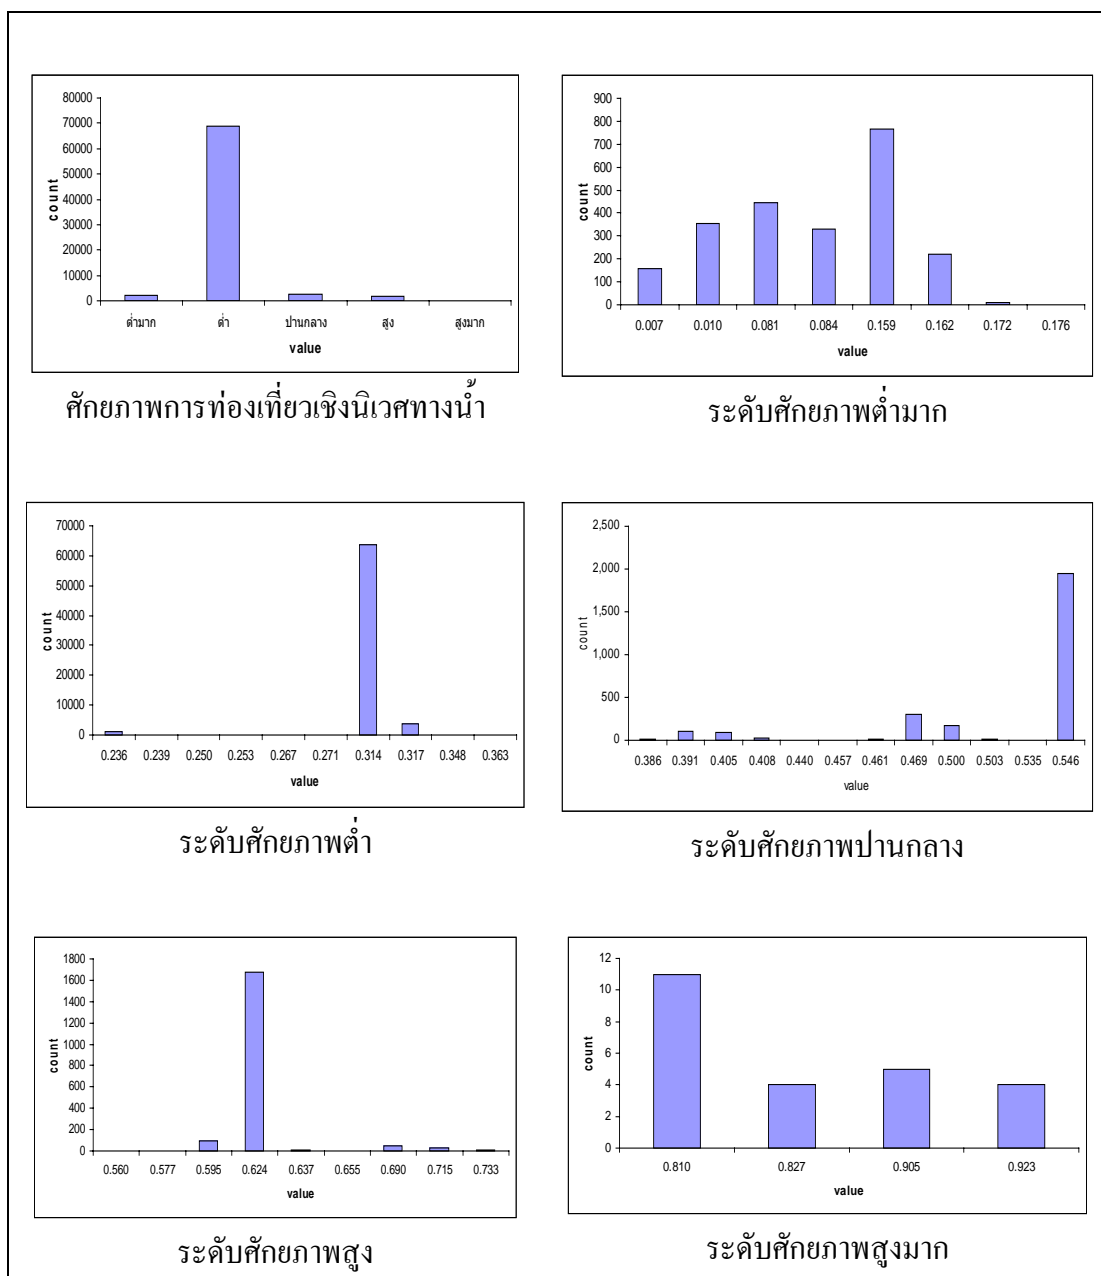 80000
70000
60000
50000
40000
30000
20000
10000
0
count
ต่ำมาก ต่ำ ปานกลาง สูง สูงมาก
value
ศักยภาพการท่องเที่ยวเชิงนิเวศทางน้ำ
900
800
700
600
500
400
300
200
100
0
count
0.007 0.010 0.081 0.084 0.159 0.162 0.172 0.176
value
ระดับศักยภาพต่ำมาก
70000
60000
50000
40000
30000
20000
10000
0
count
0.236 0.239 0.250 0.253 0.267 0.271 0.314 0.317 0.348 0.363
value
ระดับศักยภาพต่ำ
2,500
2,000
1,500
1,000
500
0
count
0.386 0.391 0.405 0.408 0.440 0.457 0.461 0.469 0.500 0.503 0.535 0.546
value
ระดับศักยภาพปานกลาง
1800
1600
1400
1200
1000
800
600
400
200
0
count
0.560 0.577 0.595 0.624 0.637 0.655 0.690 0.715 0.733
value
ระดับศักยภาพสูง
12
10
8
6
4
2
0
count
0.810 0.827 0.905 0.923
value
ระดับศักยภาพสูงมาก